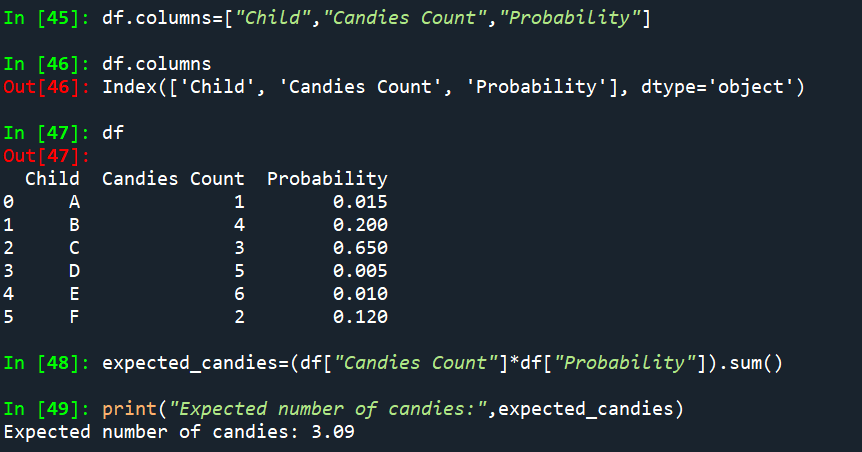 In [45]: df.columns=["Child","Candies Count","Probability"]
In [46]: df.columns
Out[46]: Index(['Child', 'Candies Count', 'Probability'], dtype='object')
In [47]: df
Out[47]:
  Child  Candies Count  Probability
0     A              1        0.015
1     B              4        0.200
2     C              3        0.650
3     D              5        0.005
4     E              6        0.010
5     F              2        0.120
In [48]: expected_candies=(df["Candies Count"]*df["Probability"]).sum()
In [49]: print("Expected number of candies:",expected_candies)
Expected number of candies: 3.09